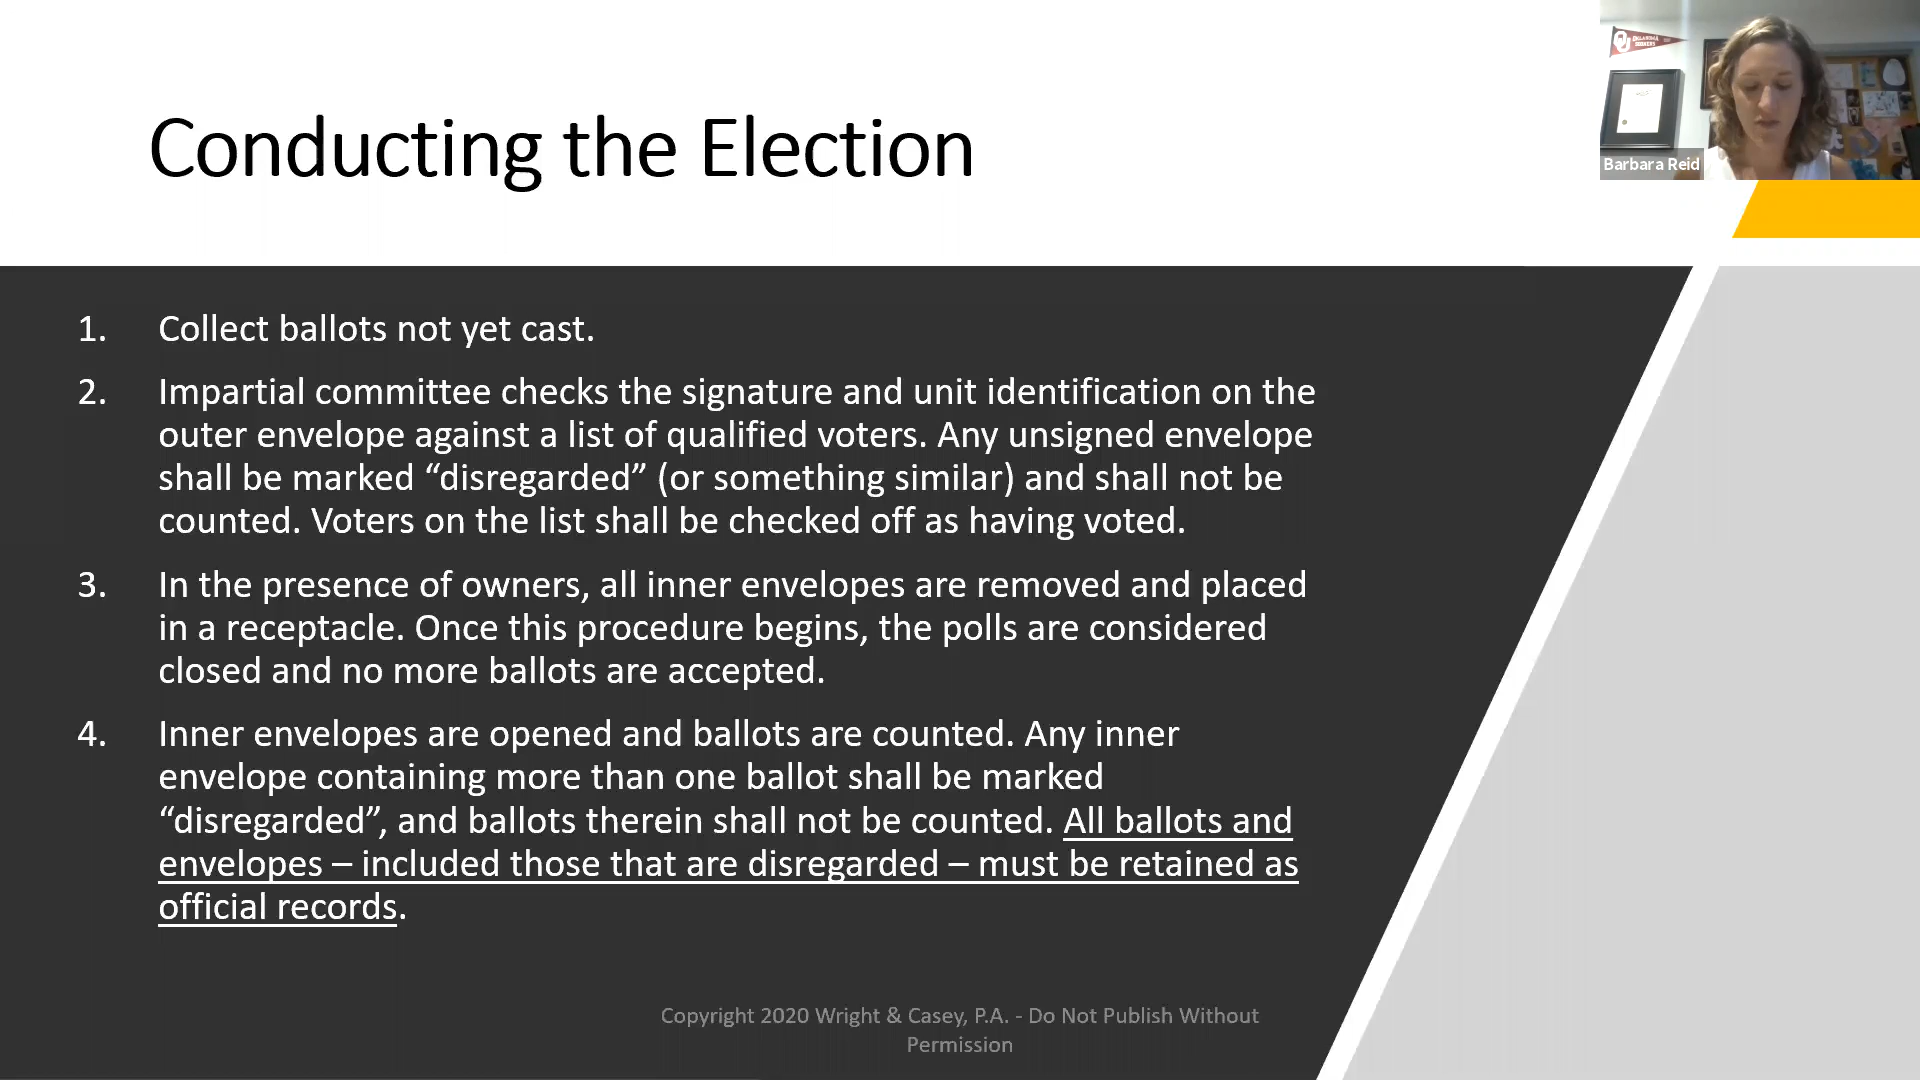 Conducting the Election
OU
OKLAHOMA
SOONERS
Barbara Reid
1. Collect ballots not yet cast.
2. Impartial committee checks the signature and unit identification on the
outer envelope against a list of qualified voters. Any unsigned envelope
shall be marked “disregarded” (or something similar) and shall not be
counted. Voters on the list shall be checked off as having voted.
3. In the presence of owners, all inner envelopes are removed and placed
in a receptacle. Once this procedure begins, the polls are considered
closed and no more ballots are accepted.
4. Inner envelopes are opened and ballots are counted. Any inner
envelope containing more than one ballot shall be marked
“disregarded”, and ballots therein shall not be counted. All ballots and
envelopes – included those that are disregarded – must be retained as
official records.
Copyright 2020 Wright & Casey, P.A. - Do Not Publish Without
Permission